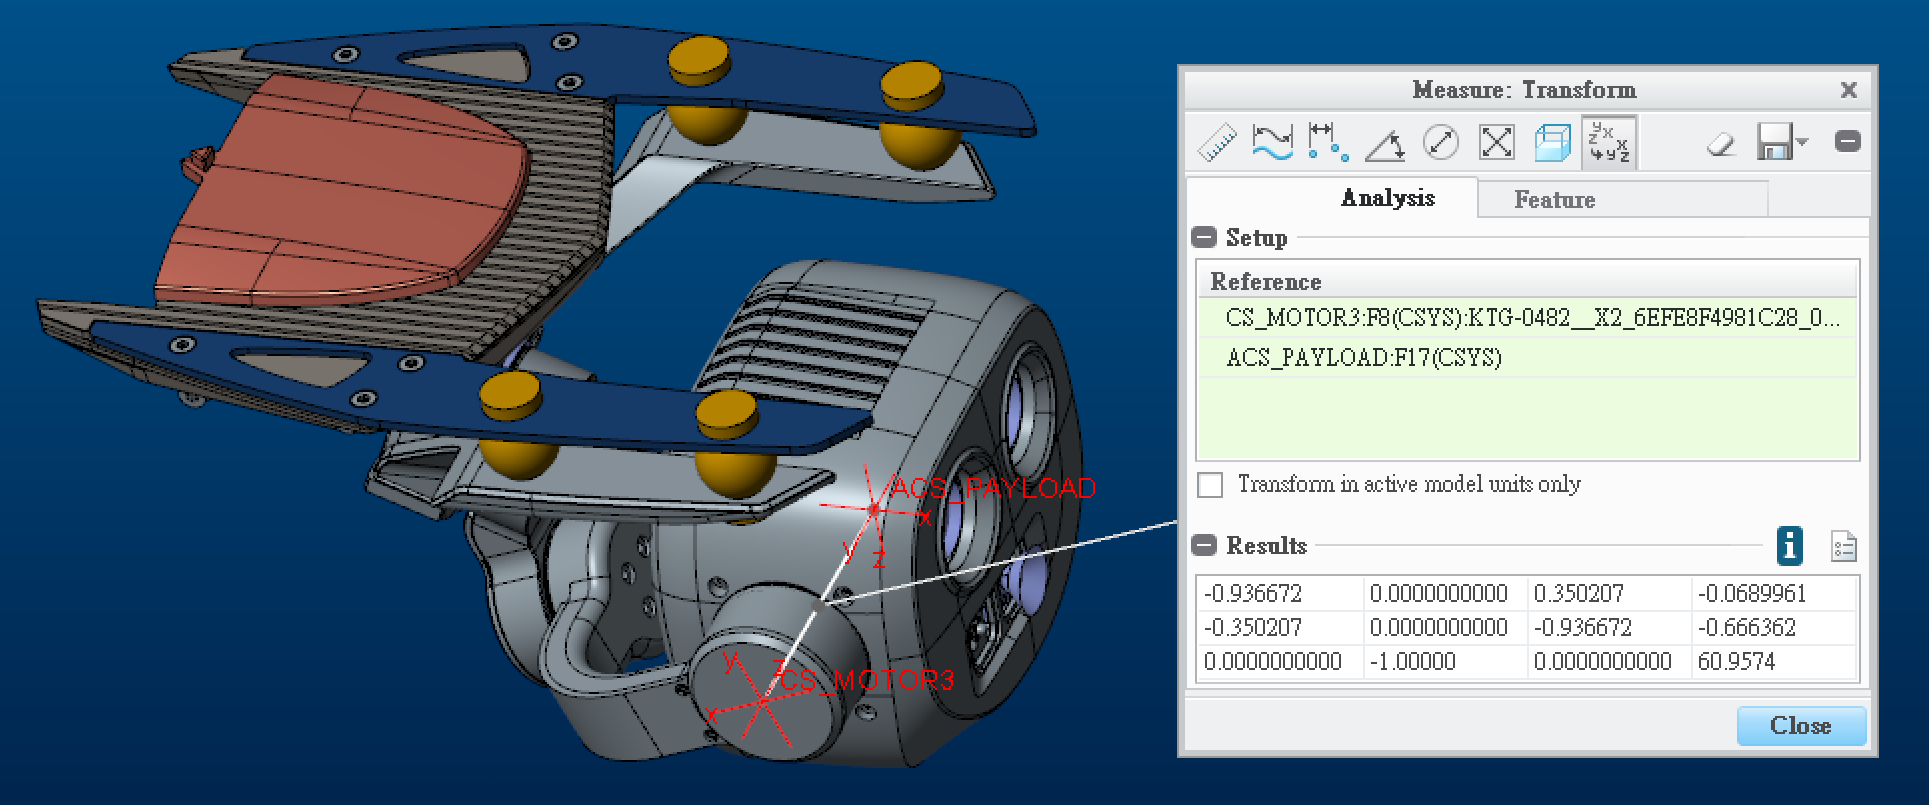 Measure: Transform
Analysis
Feature
Setup
Reference
CS_MOTOR3:F8(CSYS):KTG-0482__X2_6EFE8F4981C28_0...
ACS_PAYLOAD:F17(CSYS)
Transform in active model units only
Results
-0.936672 0.0000000000 0.350207 -0.0689961
-0.350207 0.0000000000 -0.936672 -0.666362
0.0000000000 -1.00000 0.0000000000 60.9574
Close
ACS_PAYLOAD
x
y
z
y
z
CS_MOTOR3
x